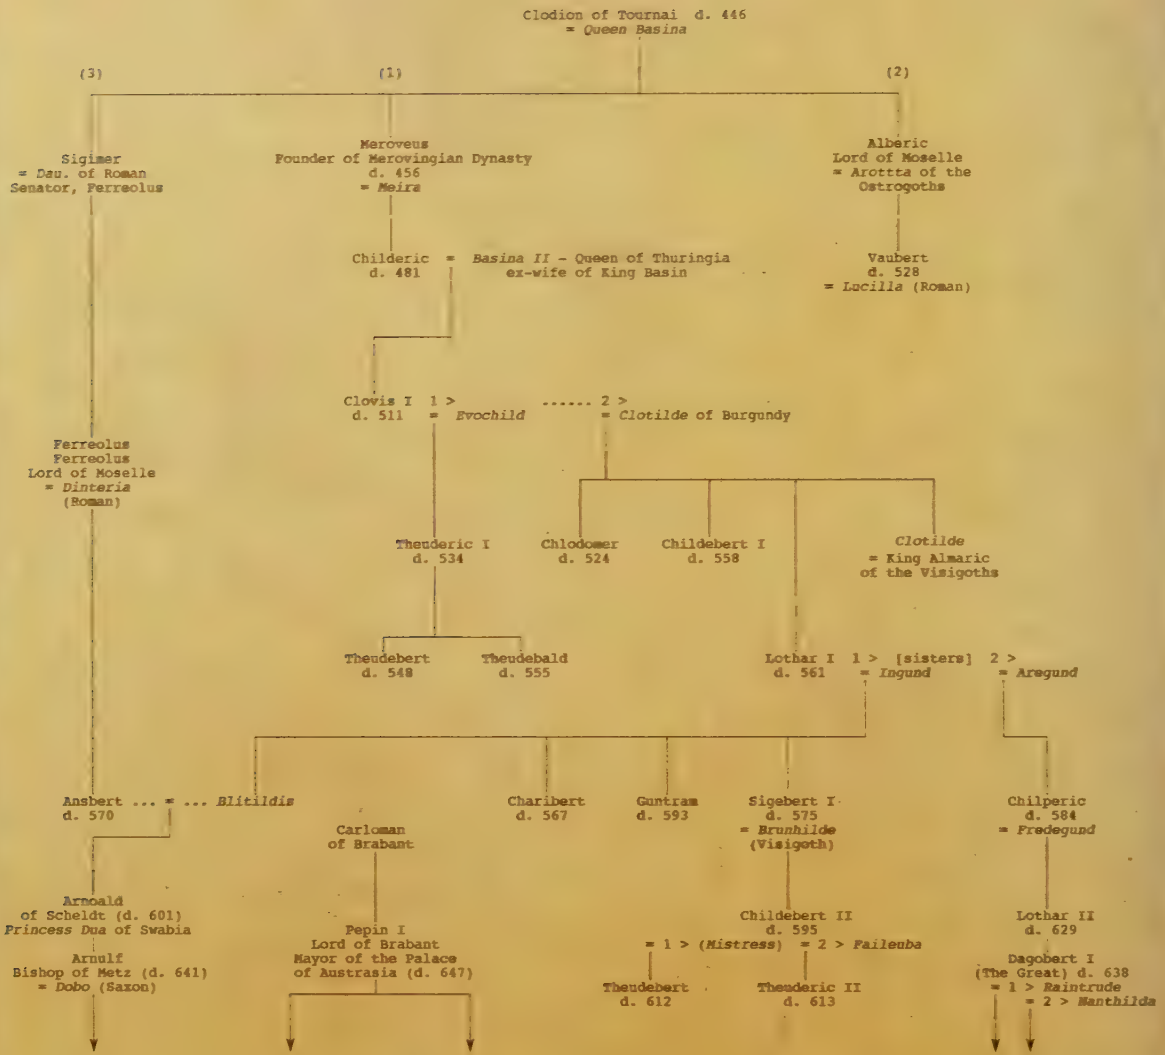 Clodion of Tournai d. 446
= Queen Basina
(3)
(1)
(2)
Sigimer
= Dau. of Roman
Senator, Ferreolus
Meroveus
Founder of Merovingian Dynasty
d. 456
= Meira
Alberic
Lord of Moselle
= Arottta of the
Ostrogoths
Childeric = Basina II - Queen of Thuringia
d. 481 ex-wife of King Basin
Vaubert
d. 528
= Lucilla (Roman)
Clovis I 1 > ...... 2 >
d. 511 = Evochild = Clotilde of Burgundy
Ferreolus
Ferreolus
Lord of Moselle
= Dinteria
(Roman)
Theuderic I
d. 534
Chlodomer
d. 524
Childebert I
d. 558
Clotilde
= King Almaric
of the Visigoths
Theudebert
d. 548
Theudebald
d. 555
Lothar I 1 > [sisters] 2 >
d. 561 = Ingund = Aregund
Ansbert ... = ... Blitildis
d. 570
Charibert
d. 567
Guntram
d. 593
Sigebert I
d. 575
= Brunhilde
(Visigoth)
Chilperic
d. 584
= Fredegund
Carloman
of Brabant
Arnoald
of Scheldt (d. 601)
Princess Dua of Swabia
Arnulf
Bishop of Metz (d. 641)
= Dobo (Saxon)
Pepin I
Lord of Brabant
Mayor of the Palace
of Austrasia (d. 647)
Childebert II
d. 595
= 1 > (Mistress) = 2 > Faileuba
Theudebert
d. 612
Theuderic II
d. 613
Lothar II
d. 629
Dagobert I
(The Great) d. 638
= 1 > Raintrude
= 2 > Nanthilda